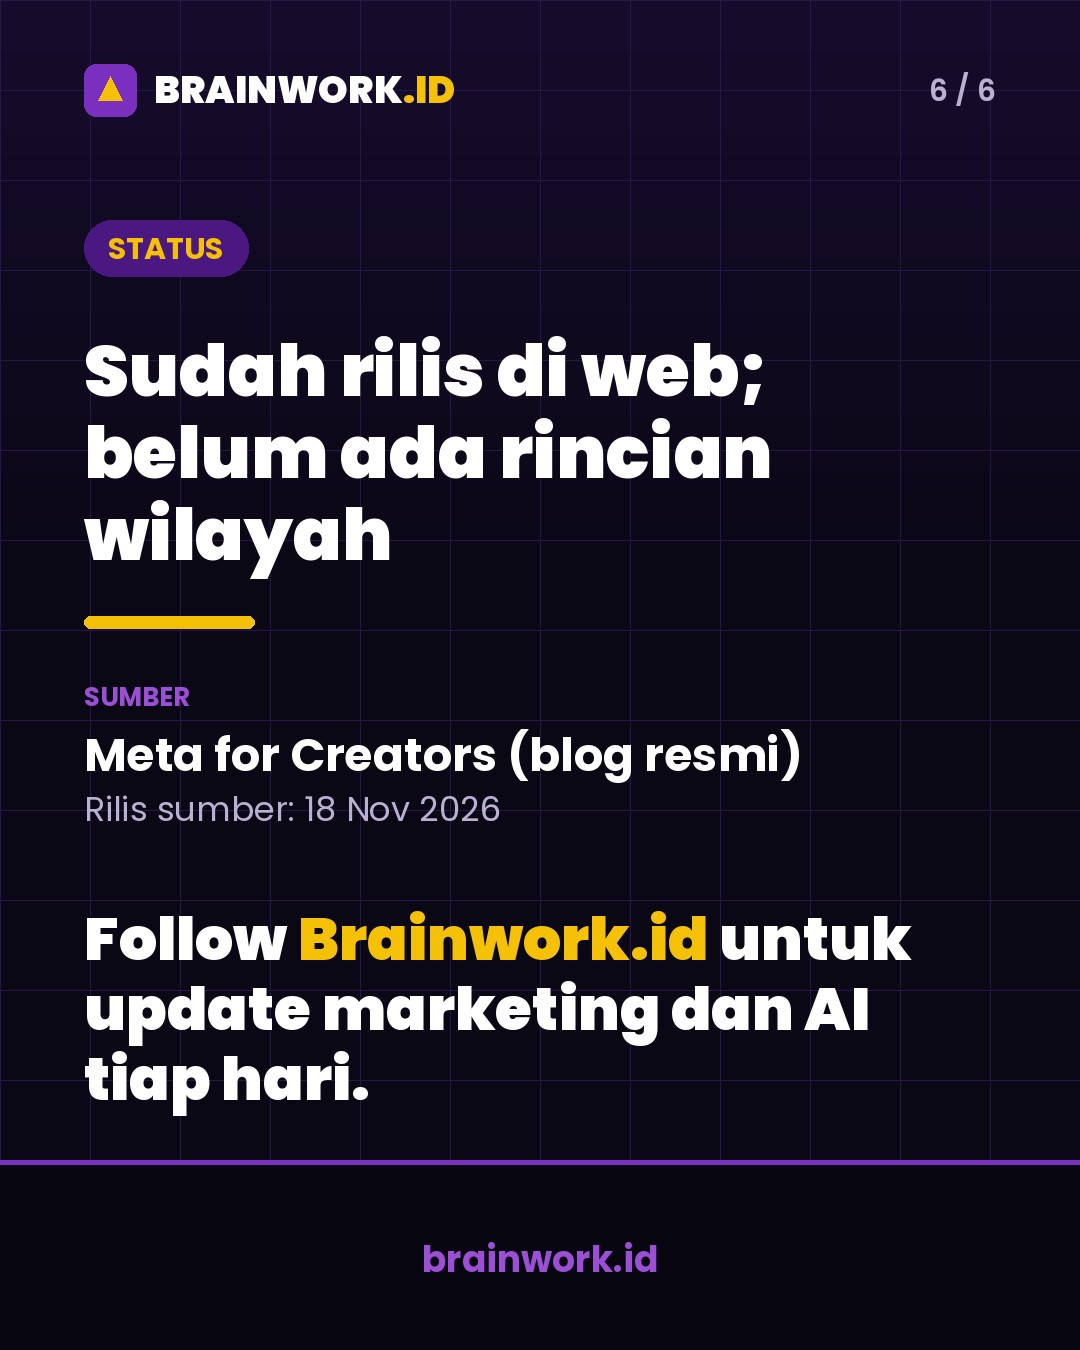 BRAINWORK.ID
6 / 6
STATUS
Sudah rilis di web;
belum ada rincian
wilayah
SUMBER
Meta for Creators (blog resmi)
Rilis sumber: 18 Nov 2026
Follow Brainwork.id untuk
update marketing dan AI
tiap hari.
brainwork.id